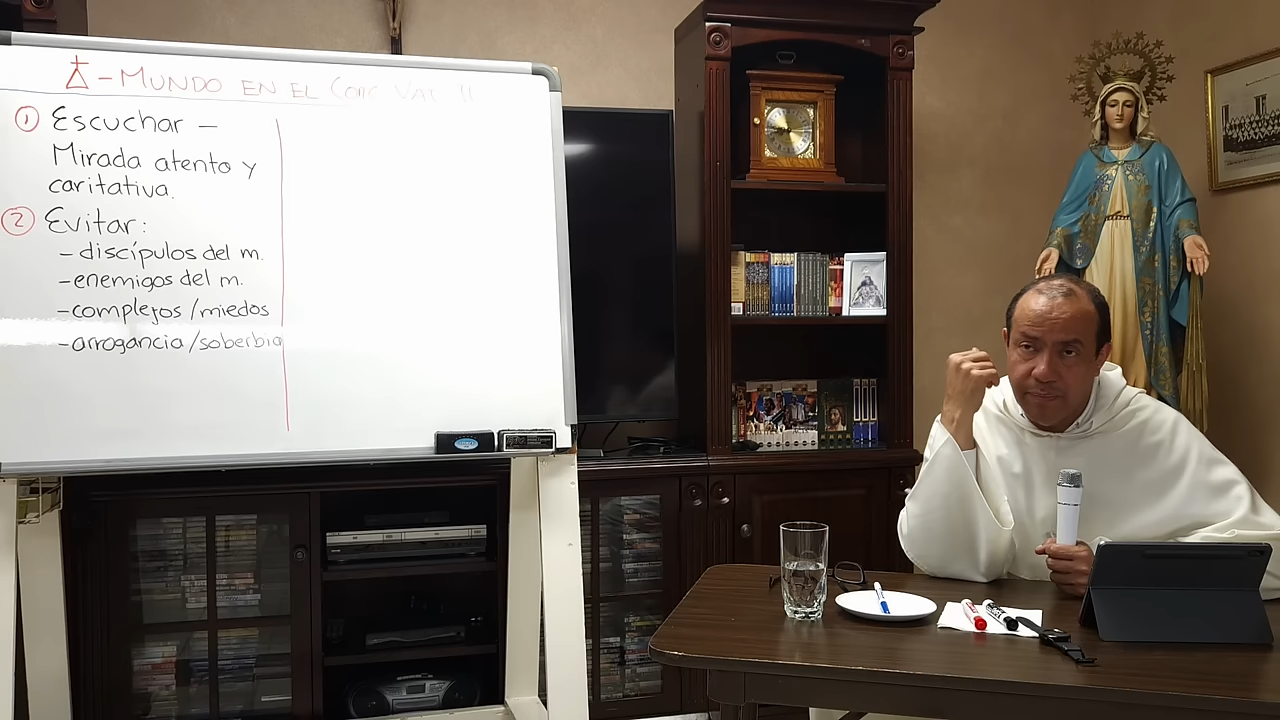 - MUNDO EN EL CONC VAT II
① Escuchar -
Mirada atenta y
caritativa.
② Evitar:
- discípulos del m.
- enemigos del m.
- complejos / miedos
- arrogancia / soberbia